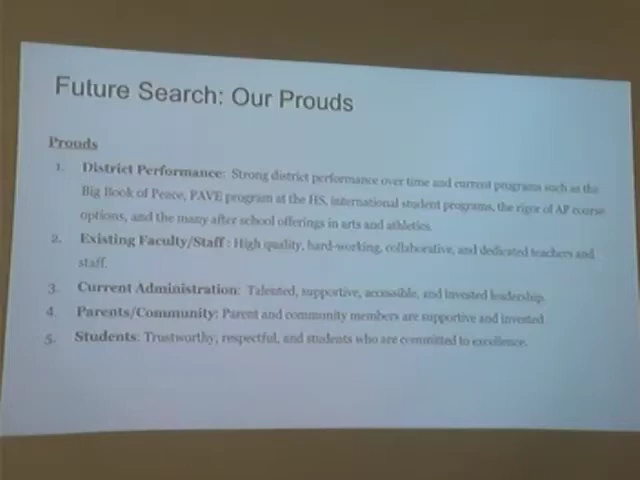 Future Search: Our Prouds
Prouds
1. District Performance: Strong district performance over time and current programs such as the
Big Book of Peace, PAVE program at the HS, international student programs, the rigor of AP course
options, and the many after school offerings in arts and athletics.
2. Existing Faculty/Staff : High quality, hard-working, collaborative, and dedicated teachers and
staff.
3. Current Administration: Talented, supportive, accessible, and invested leadership.
4. Parents/Community: Parent and community members are supportive and invested.
5. Students: Trustworthy, respectful, and students who are committed to excellence.